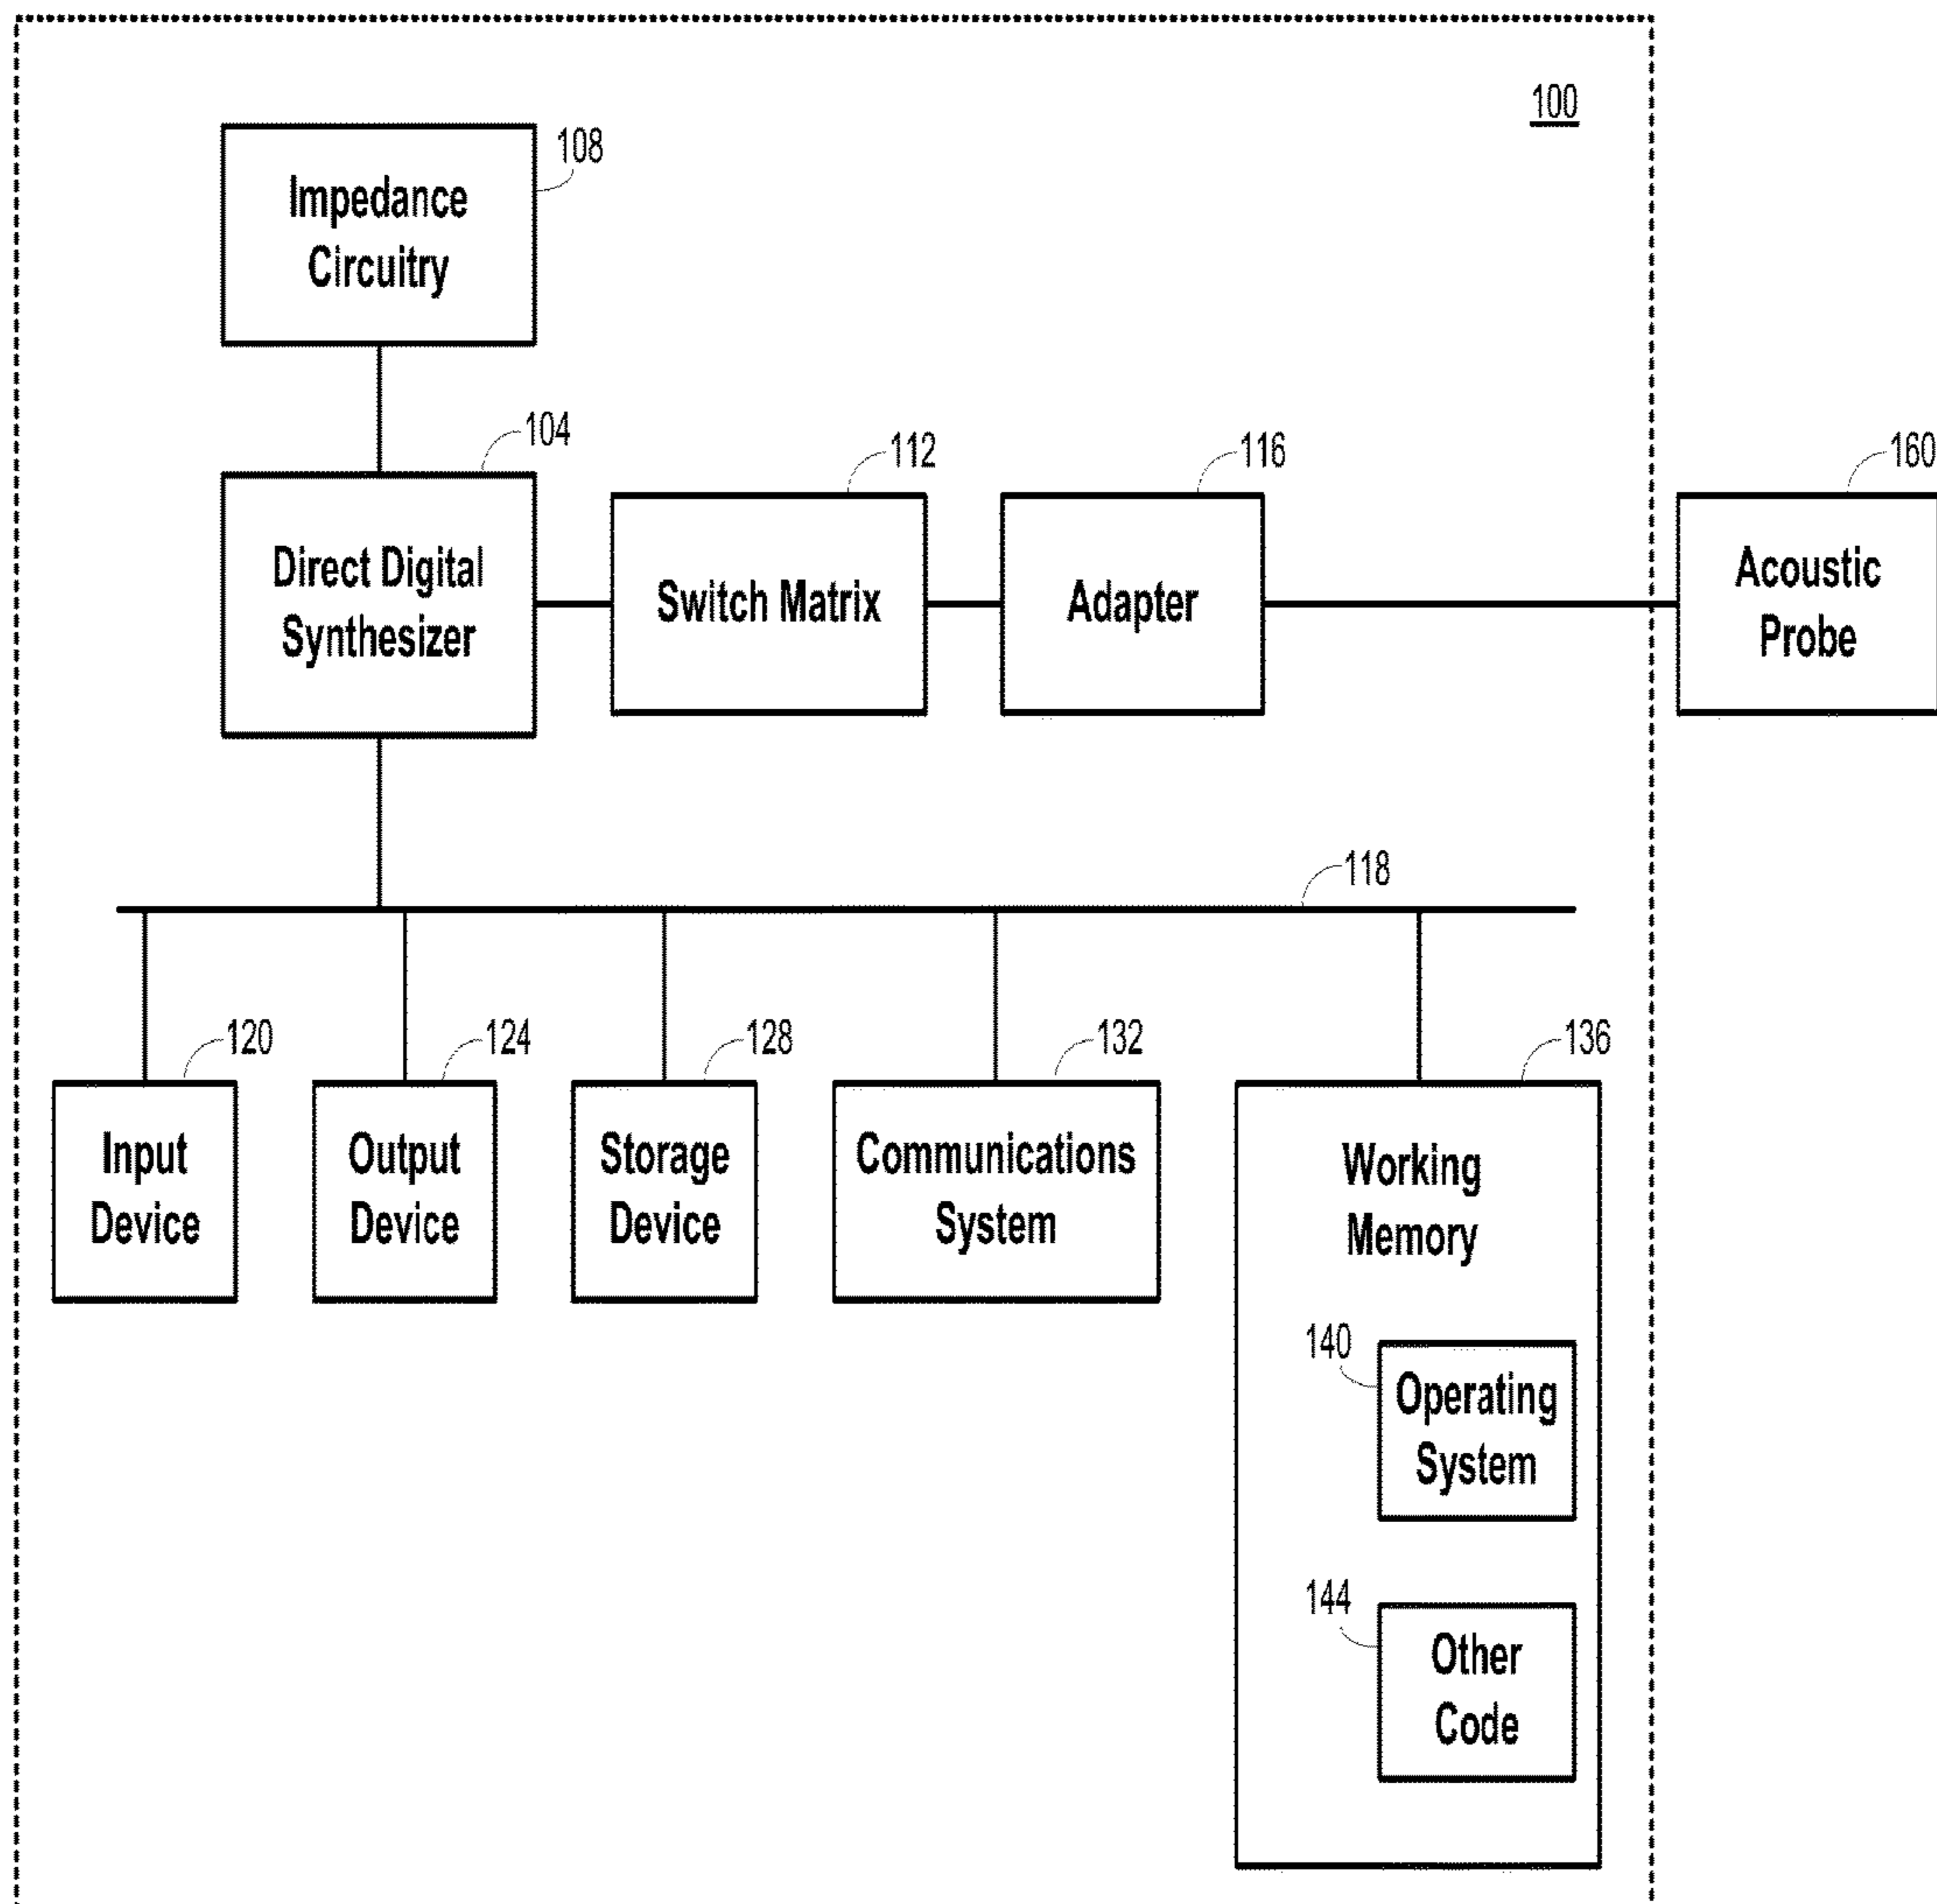 100
108
Impedance
Circuitry
104
112
116
160
Direct Digital
Synthesizer
Switch Matrix
Adapter
Acoustic
Probe
118
120
124
128
132
136
Input
Device
Output
Device
Storage
Device
Communications
System
Working
Memory
140
Operating
System
144
Other
Code